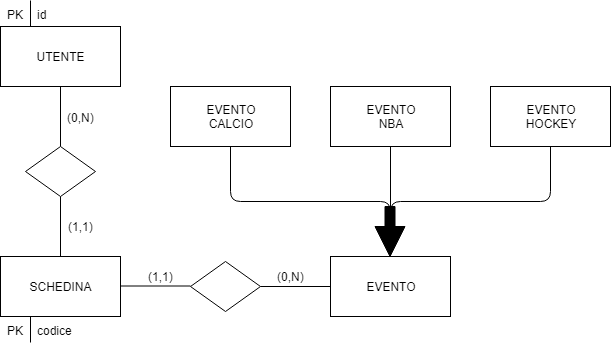 PK id
UTENTE
(0,N)
EVENTO
CALCIO
EVENTO
NBA
EVENTO
HOCKEY
(1,1)
SCHEDINA
(1,1)
(0,N)
EVENTO
PK codice